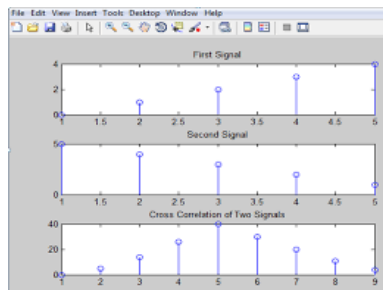 File Edit View Insert Tools Desktop Window Help
First Signal
4
2
0
1 1.5 2 2.5 3 3.5 4 4.5 5
Second Signal
5
0
1 1.5 2 2.5 3 3.5 4 4.5 5
Cross Correlation of Two Signals
40
20
0
1 2 3 4 5 6 7 8 9